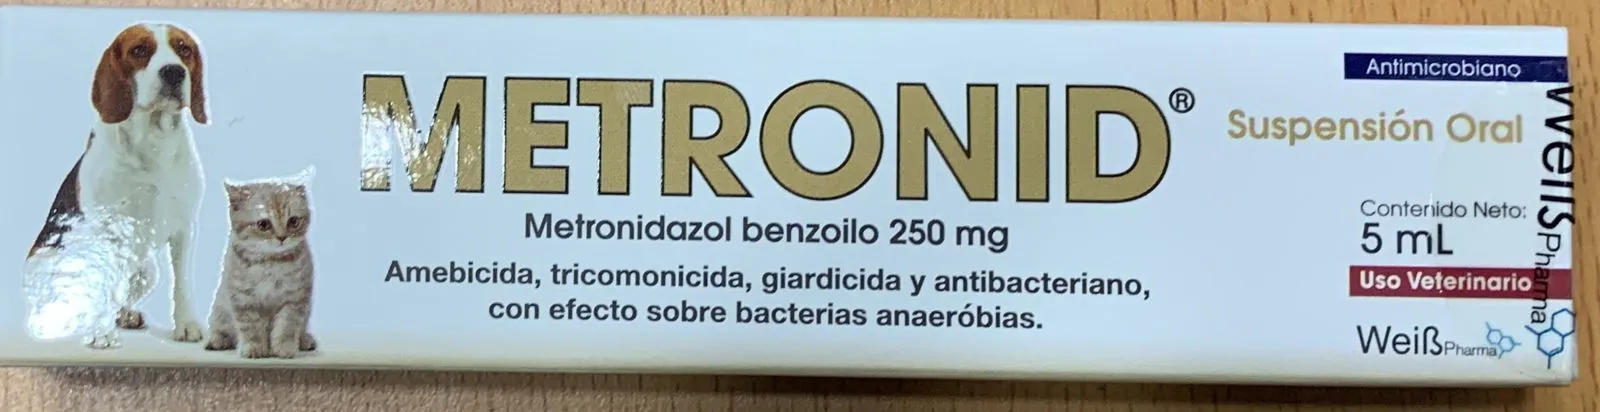 METRONID®
Metronidazol benzoilo 250 mg
Amebicida, tricomonicida, giardicida y antibacteriano,
con efecto sobre bacterias anaeróbias.
Antimicrobiano
Suspensión Oral
Contenido Neto:
5 mL
Uso Veterinario
Weiß Pharma
Weiß Pharma